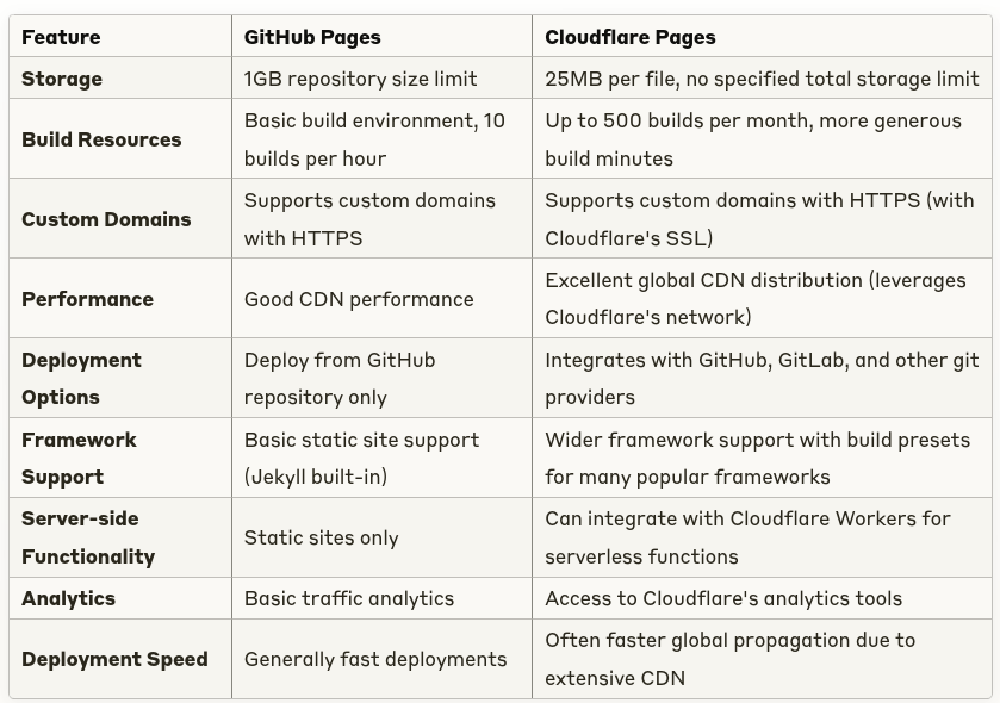 Feature GitHub Pages Cloudflare Pages
Storage 1GB repository size limit 25MB per file, no specified total storage limit
Build Resources Basic build environment, 10 Up to 500 builds per month, more generous
builds per hour build minutes
Custom Domains Supports custom domains Supports custom domains with HTTPS (with
with HTTPS Cloudflare's SSL)
Performance Good CDN performance Excellent global CDN distribution (leverages
Cloudflare's network)
Deployment Deploy from GitHub Integrates with GitHub, GitLab, and other git
Options repository only providers
Framework Basic static site support Wider framework support with build presets
Support (Jekyll built-in) for many popular frameworks
Server-side Static sites only Can integrate with Cloudflare Workers for
Functionality serverless functions
Analytics Basic traffic analytics Access to Cloudflare's analytics tools
Deployment Speed Generally fast deployments Often faster global propagation due to
extensive CDN